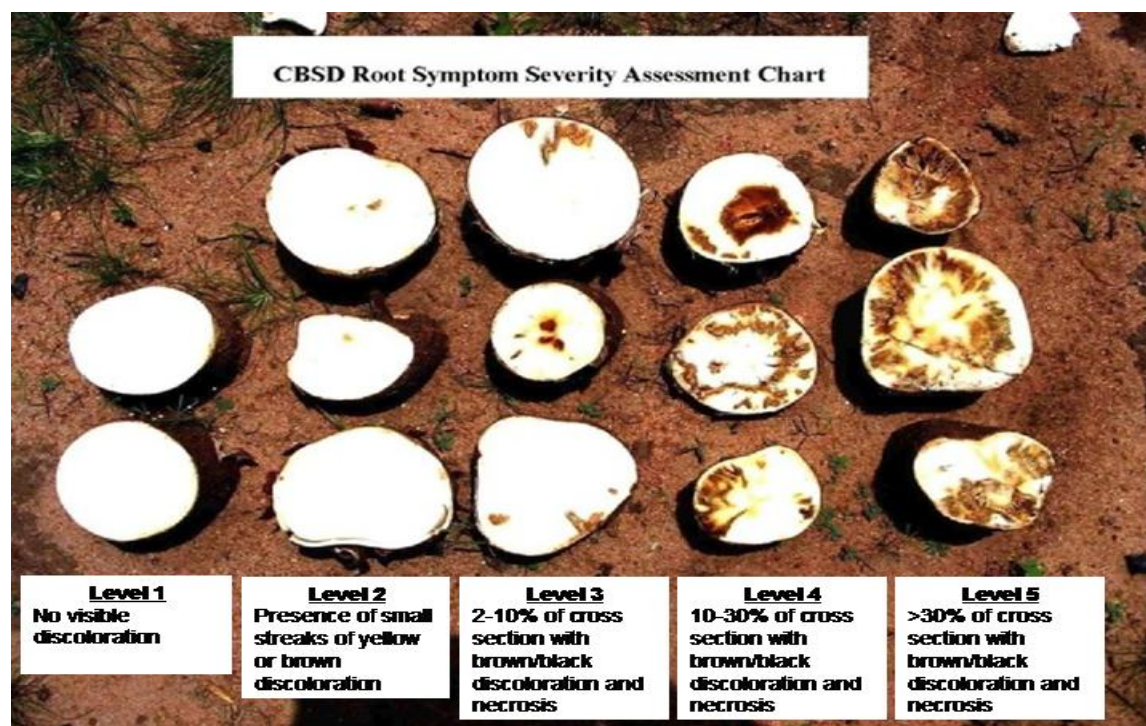 CBSD Root Symptom Severity Assessment Chart
Level 1
No visible
discoloration
Level 2
Presence of small
streaks of yellow
or brown
discoloration
Level 3
2-10% of cross
section with
brown/black
discoloration and
necrosis
Level 4
10-30% of cross
section with
brown/black
discoloration and
necrosis
Level 5
>30% of cross
section with
brown/black
discoloration and
necrosis